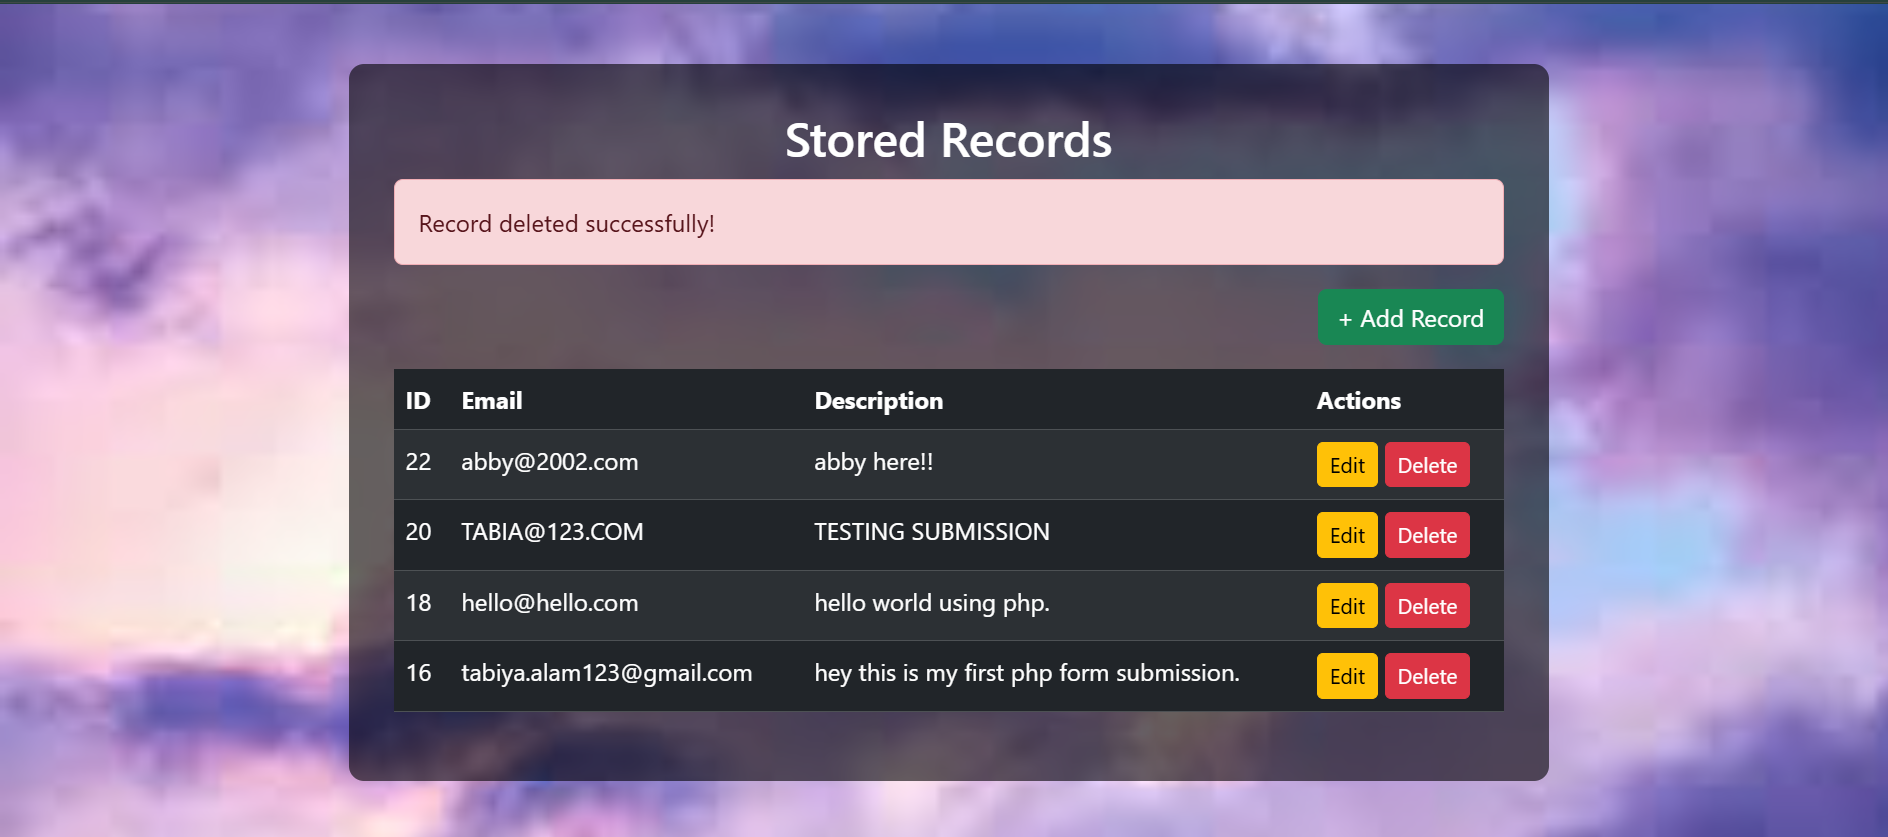 Stored Records
Record deleted successfully!
+ Add Record
ID Email Description Actions
22 abby@2002.com abby here!! Edit Delete
20 TABIA@123.COM TESTING SUBMISSION Edit Delete
18 hello@hello.com hello world using php. Edit Delete
16 tabiya.alam123@gmail.com hey this is my first php form submission. Edit Delete